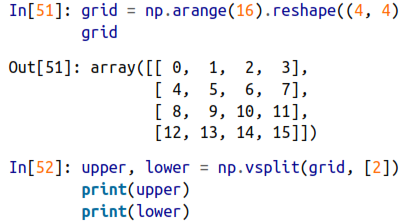 In[51]: grid = np.arange(16).reshape((4, 4)
        grid
Out[51]: array([[ 0,  1,  2,  3],
                [ 4,  5,  6,  7],
                [ 8,  9, 10, 11],
                [12, 13, 14, 15]])
In[52]: upper, lower = np.vsplit(grid, [2])
        print(upper)
        print(lower)